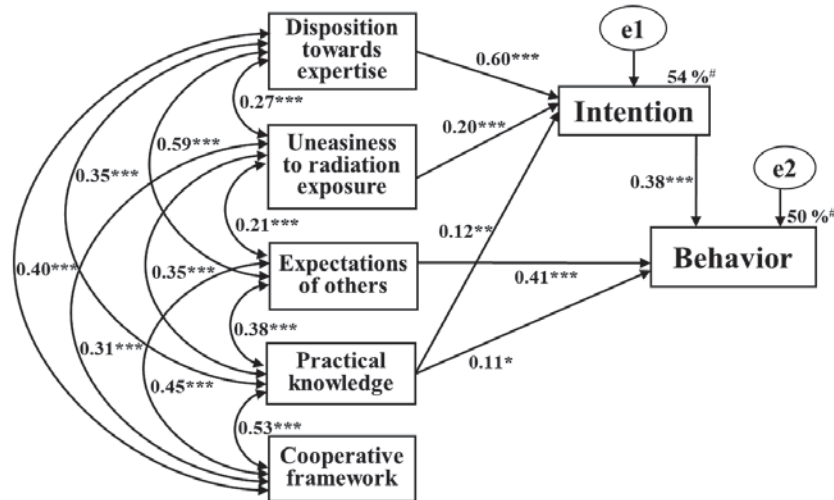 Disposition
towards
expertise
e1
0.60***
54 %#
Intention
0.27***
Uneasiness
to radiation
exposure
0.20***
0.59***
0.35***
0.38***
e2
50 %#
0.21***
0.12**
Expectations
of others
Behavior
0.40***
0.35***
0.41***
0.38***
0.31***
Practical
knowledge
0.11*
0.45***
0.53***
Cooperative
framework